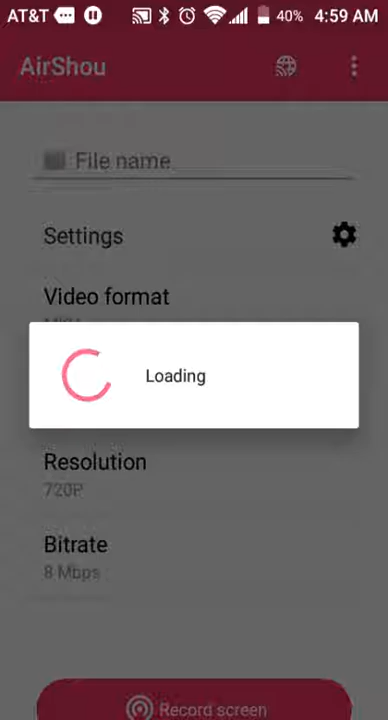 AT&T 40% 4:59 AM
AirShou
File name
Settings
Video format
Loading
Resolution
720P
Bitrate
8 Mbps
Record screen